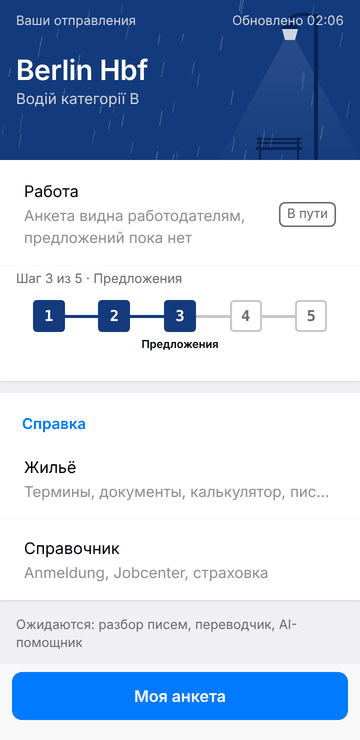 Ваши отправления
Обновлено 02:06
Berlin Hbf
Водій категорії B
Работа
Анкета видна работодателям,
предложений пока нет
В пути
Шаг 3 из 5 · Предложения
1 2 3 4 5
Предложения
Справка
Жильё
Термины, документы, калькулятор, пис...
Справочник
Anmeldung, Jobcenter, страховка
Ожидаются: разбор писем, переводчик, AI-
помощник
Моя анкета